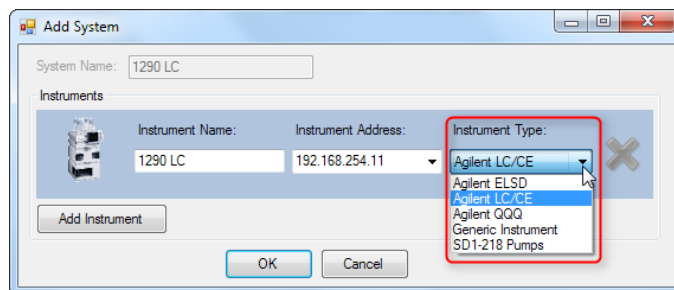 Add System
System Name: 1290 LC
Instruments
Instrument Name: Instrument Address: Instrument Type:
1290 LC 192.168.254.11 Agilent LC/CE
Agilent ELSD
Agilent LC/CE
Agilent QQQ
Generic Instrument
SD1-218 Pumps
Add Instrument
OK Cancel